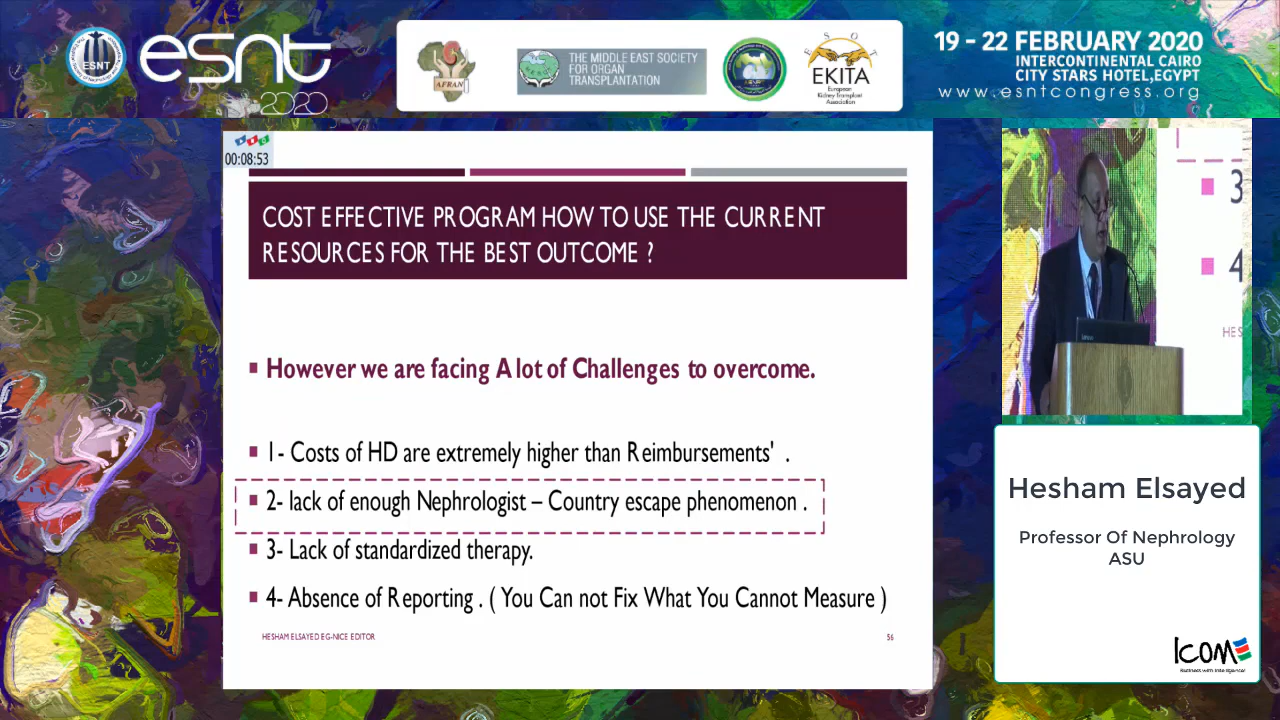 ESNT
esnt
2020
AFRAN
THE MIDDLE EAST SOCIETY
FOR ORGAN
TRANSPLANTATION
ESOT
EKITA
European
Kidney Transplant
Association
19 - 22 FEBRUARY 2020
INTERCONTINENTAL CAIRO
CITY STARS HOTEL,EGYPT
www.esntcongress.org
00:08:53
COST EFFECTIVE PROGRAM HOW TO USE THE CURRENT
RESOURCES FOR THE BEST OUTCOME ?
However we are facing A lot of Challenges to overcome.
1- Costs of HD are extremely higher than Reimbursements' .
2- lack of enough Nephrologist – Country escape phenomenon .
3- Lack of standardized therapy.
4- Absence of Reporting . ( You Can not Fix What You Cannot Measure )
HESHAM ELSAYED EG-NICE EDITOR
56
3
4
HES
Hesham Elsayed
Professor Of Nephrology
ASU
Icom